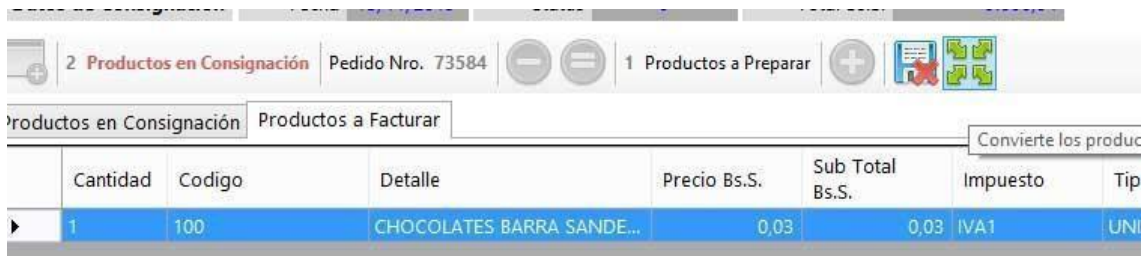 2 Productos en Consignación Pedido Nro. 73584 1 Productos a Preparar
Productos en Consignación Productos a Facturar
Convierte los produc
Cantidad Codigo Detalle Precio Bs.S. Sub Total Bs.S. Impuesto Tip
1 100 CHOCOLATES BARRA SANDE... 0,03 0,03 IVA1 UNI